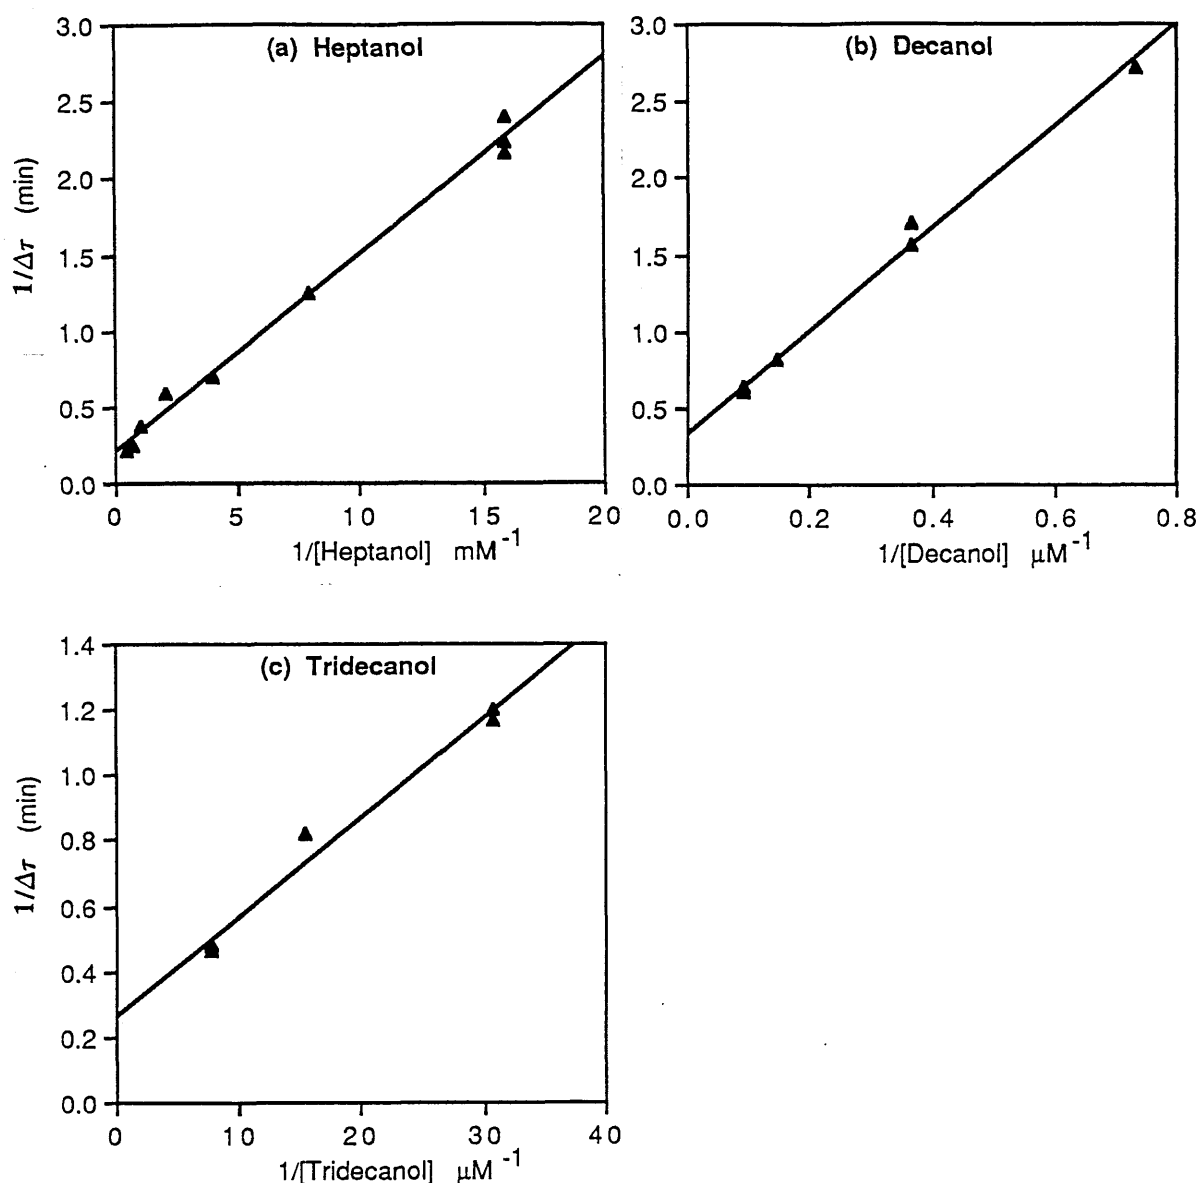 (a) Heptanol
3.0
2.5
2.0
1.5
1.0
0.5
0.0
1/Δτ (min)
0 5 10 15 20
1/[Heptanol] mM⁻¹
(b) Decanol
3.0
2.5
2.0
1.5
1.0
0.5
0.0
0.0 0.2 0.4 0.6 0.8
1/[Decanol] μM⁻¹
(c) Tridecanol
1.4
1.2
1.0
0.8
0.6
0.4
0.2
0.0
1/Δτ (min)
0 10 20 30 40
1/[Tridecanol] μM⁻¹